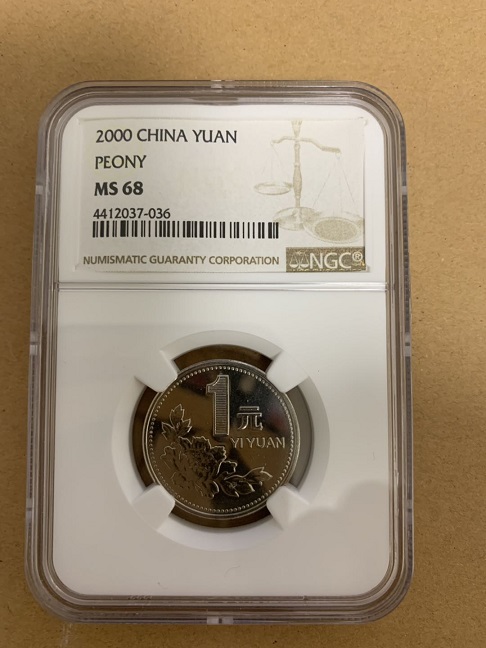 2000 CHINA YUAN
PEONY
MS 68
4412037-036
NUMISMATIC GUARANTY CORPORATION NGC®
1元
YI YUAN